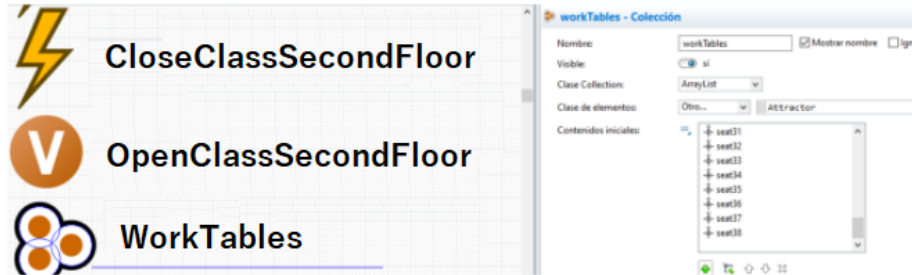 CloseClassSecondFloor
V
OpenClassSecondFloor
WorkTables
workTables - Colección
Nombre: workTables Mostrar nombre Ign
Visible: sí
Clase Collection: ArrayList
Clase de elementos: Otro... Attractor
Contenidos iniciales:
seat31
seat32
seat33
seat34
seat35
seat36
seat37
seat38